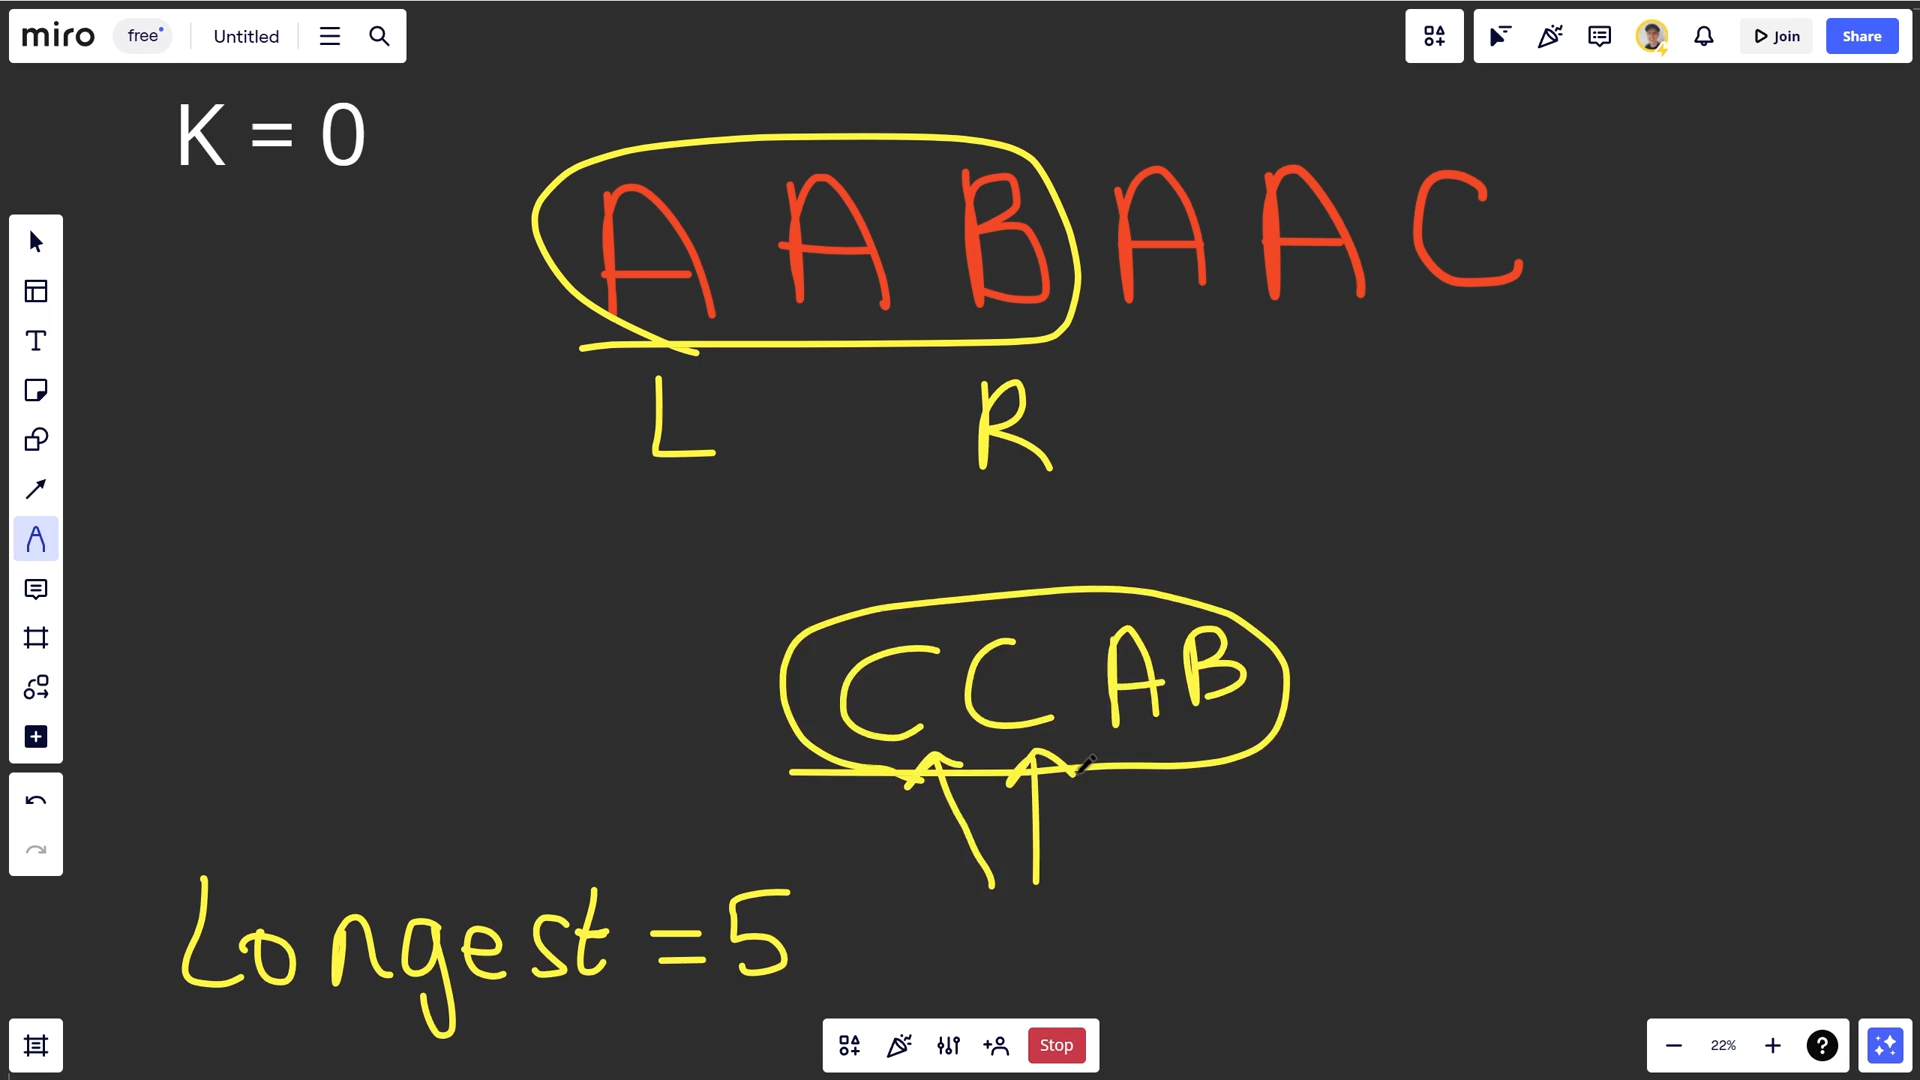 miro free Untitled Join Share
K = 0
A A B A A C
L R
C C A B
Longest = 5
Stop 22% ?